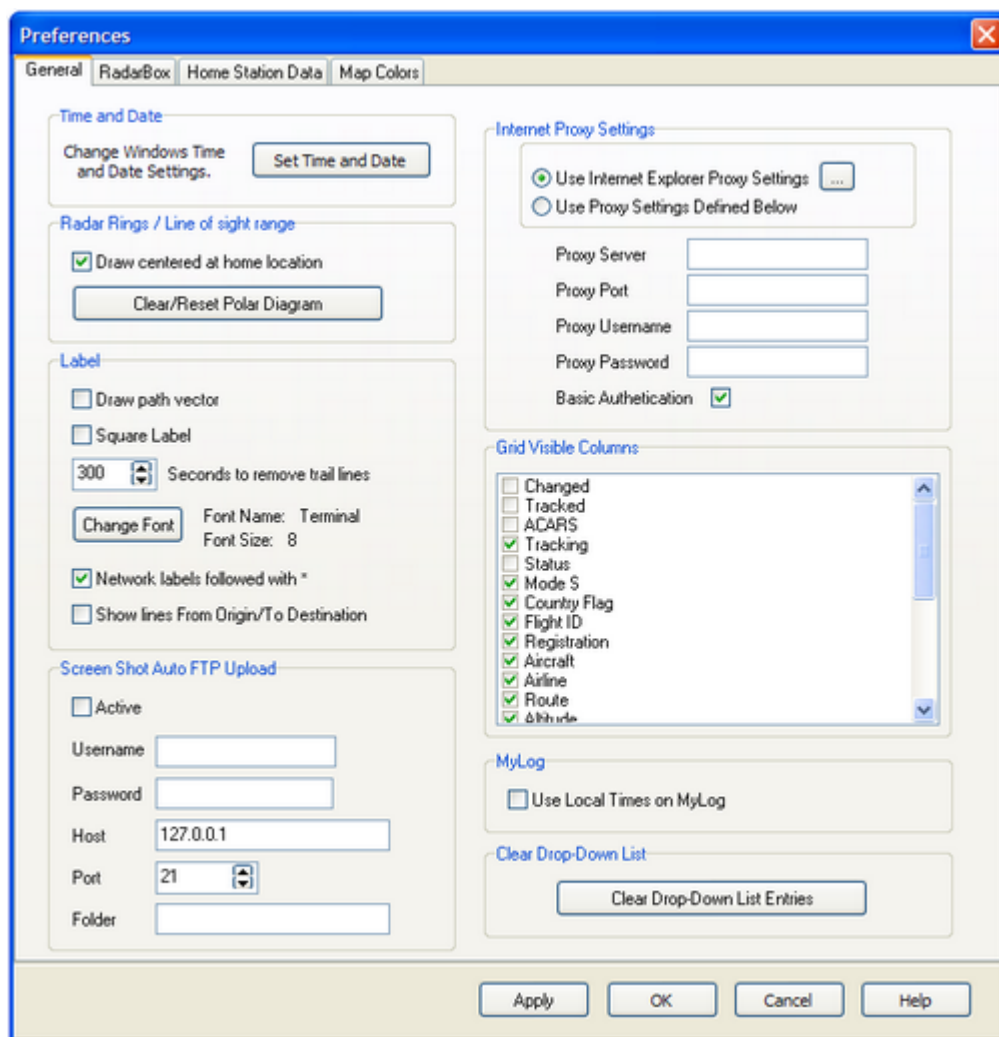 Preferences
General RadarBox Home Station Data Map Colors
Time and Date
Change Windows Time
and Date Settings.
Set Time and Date
Radar Rings / Line of sight range
Draw centered at home location
Clear/Reset Polar Diagram
Label
Draw path vector
Square Label
300 Seconds to remove trail lines
Change Font
Font Name: Terminal
Font Size: 8
Network labels followed with *
Show lines From Origin/To Destination
Screen Shot Auto FTP Upload
Active
Username
Password
Host 127.0.0.1
Port 21
Folder
Internet Proxy Settings
Use Internet Explorer Proxy Settings ...
Use Proxy Settings Defined Below
Proxy Server
Proxy Port
Proxy Username
Proxy Password
Basic Authetication
Grid Visible Columns
Changed
Tracked
ACARS
Tracking
Status
Mode S
Country Flag
Flight ID
Registration
Aircraft
Airline
Route
Altitude
MyLog
Use Local Times on MyLog
Clear Drop-Down List
Clear Drop-Down List Entries
Apply OK Cancel Help